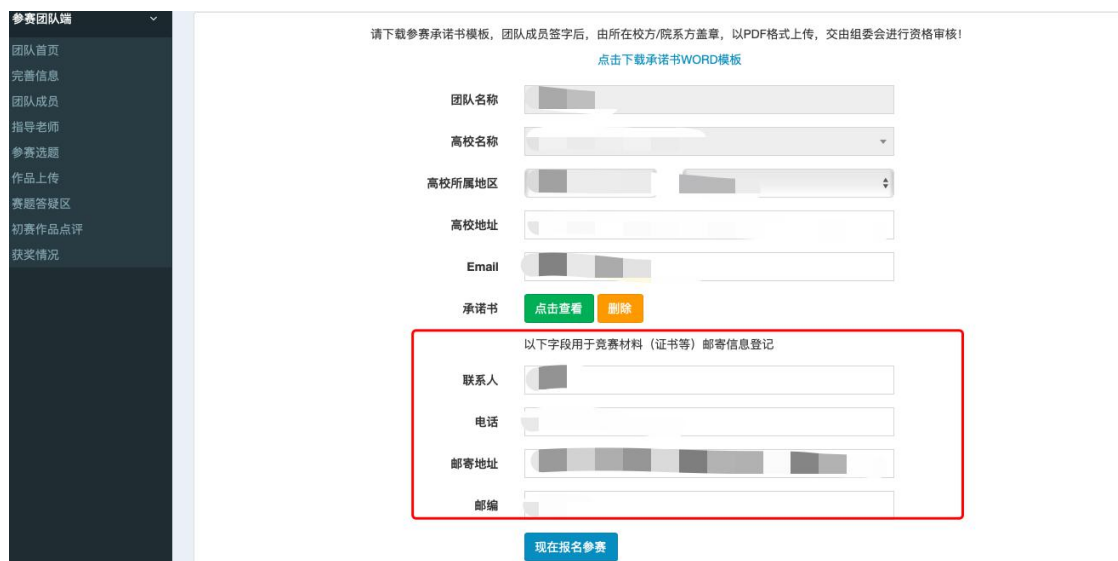 参赛团队端
团队首页
完善信息
团队成员
指导老师
参赛选题
作品上传
赛题答疑区
初赛作品点评
获奖情况
请下载参赛承诺书模板，团队成员签字后，由所在校方/院系方盖章，以PDF格式上传，交由组委会进行资格审核！
点击下载承诺书WORD模板
团队名称
高校名称
高校所属地区
高校地址
Email
承诺书 点击查看 删除
以下字段用于竞赛材料（证书等）邮寄信息登记
联系人
电话
邮寄地址
邮编
现在报名参赛